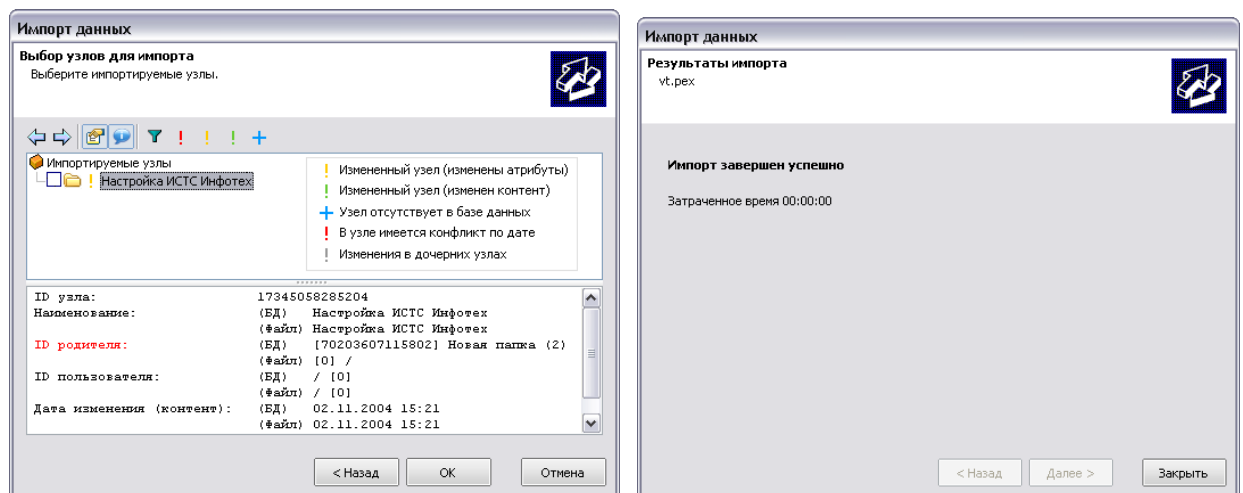 Импорт данных
Выбор узлов для импорта
Выберите импортируемые узлы.
! ! ! +
Импортируемые узлы
! Настройка ИСТС Инфотех
! Измененный узел (изменены атрибуты)
! Измененный узел (изменен контент)
+ Узел отсутствует в базе данных
! В узле имеется конфликт по дате
! Изменения в дочерних узлах
ID узла: 17345058285204
Наименование: (БД) Настройка ИСТС Инфотех
(Файл) Настройка ИСТС Инфотех
ID родителя: (БД) [70203607115802] Новая папка (2)
(Файл) [0] /
ID пользователя: (БД) / [0]
(Файл) / [0]
Дата изменения (контент): (БД) 02.11.2004 15:21
(Файл) 02.11.2004 15:21
< Назад
ОК
Отмена
Импорт данных
Результаты импорта
vt.pex
Импорт завершен успешно
Затраченное время 00:00:00
< Назад
Далее >
Закрыть